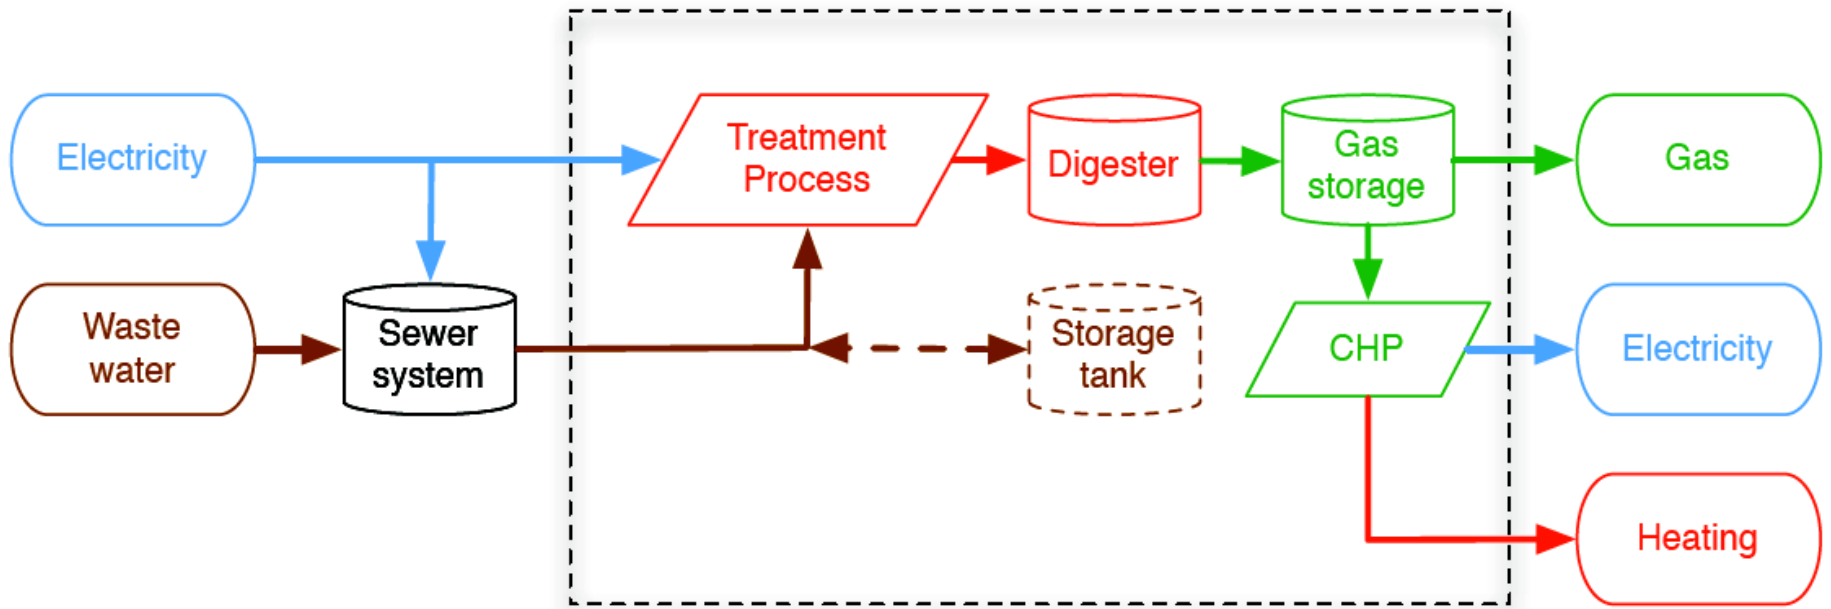 Electricity
Treatment
Process
Digester
Gas
storage
Gas
Waste
water
Sewer
system
Storage
tank
CHP
Electricity
Heating